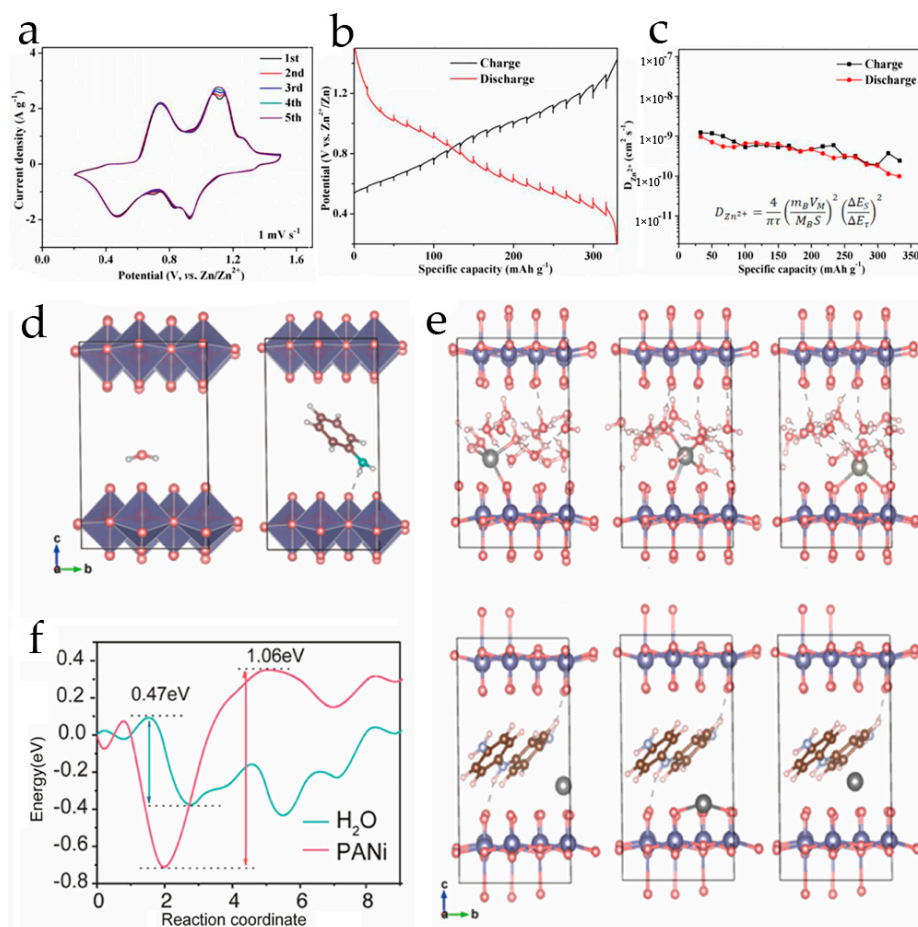 a
4
2
0
-2
Current density (A g⁻¹)
1st
2nd
3rd
4th
5th
1 mV s⁻¹
0.0
0.4
0.8
1.2
1.6
Potential (V, vs. Zn/Zn²⁺)
b
1.2
0.8
0.4
Potential (V vs. Zn²⁺/Zn)
Charge
Discharge
0
50
100
150
200
250
300
Specific capacity (mAh g⁻¹)
c
1×10⁻⁷
1×10⁻⁸
1×10⁻⁹
1×10⁻¹⁰
1×10⁻¹¹
D_Zn²⁺ (cm² s⁻¹)
Charge
Discharge
D_Zn²⁺ = 4/πτ (m_B V_M / M_B S)² (ΔE_S / ΔE_τ)²
0
50
100
150
200
250
300
350
Specific capacity (mAh g⁻¹)
d
c
a
b
e
c
a
b
f
0.4
0.2
0.0
-0.2
-0.4
-0.6
-0.8
Energy(eV)
0.47eV
1.06eV
H₂O
PANi
0
2
4
6
8
Reaction coordinate